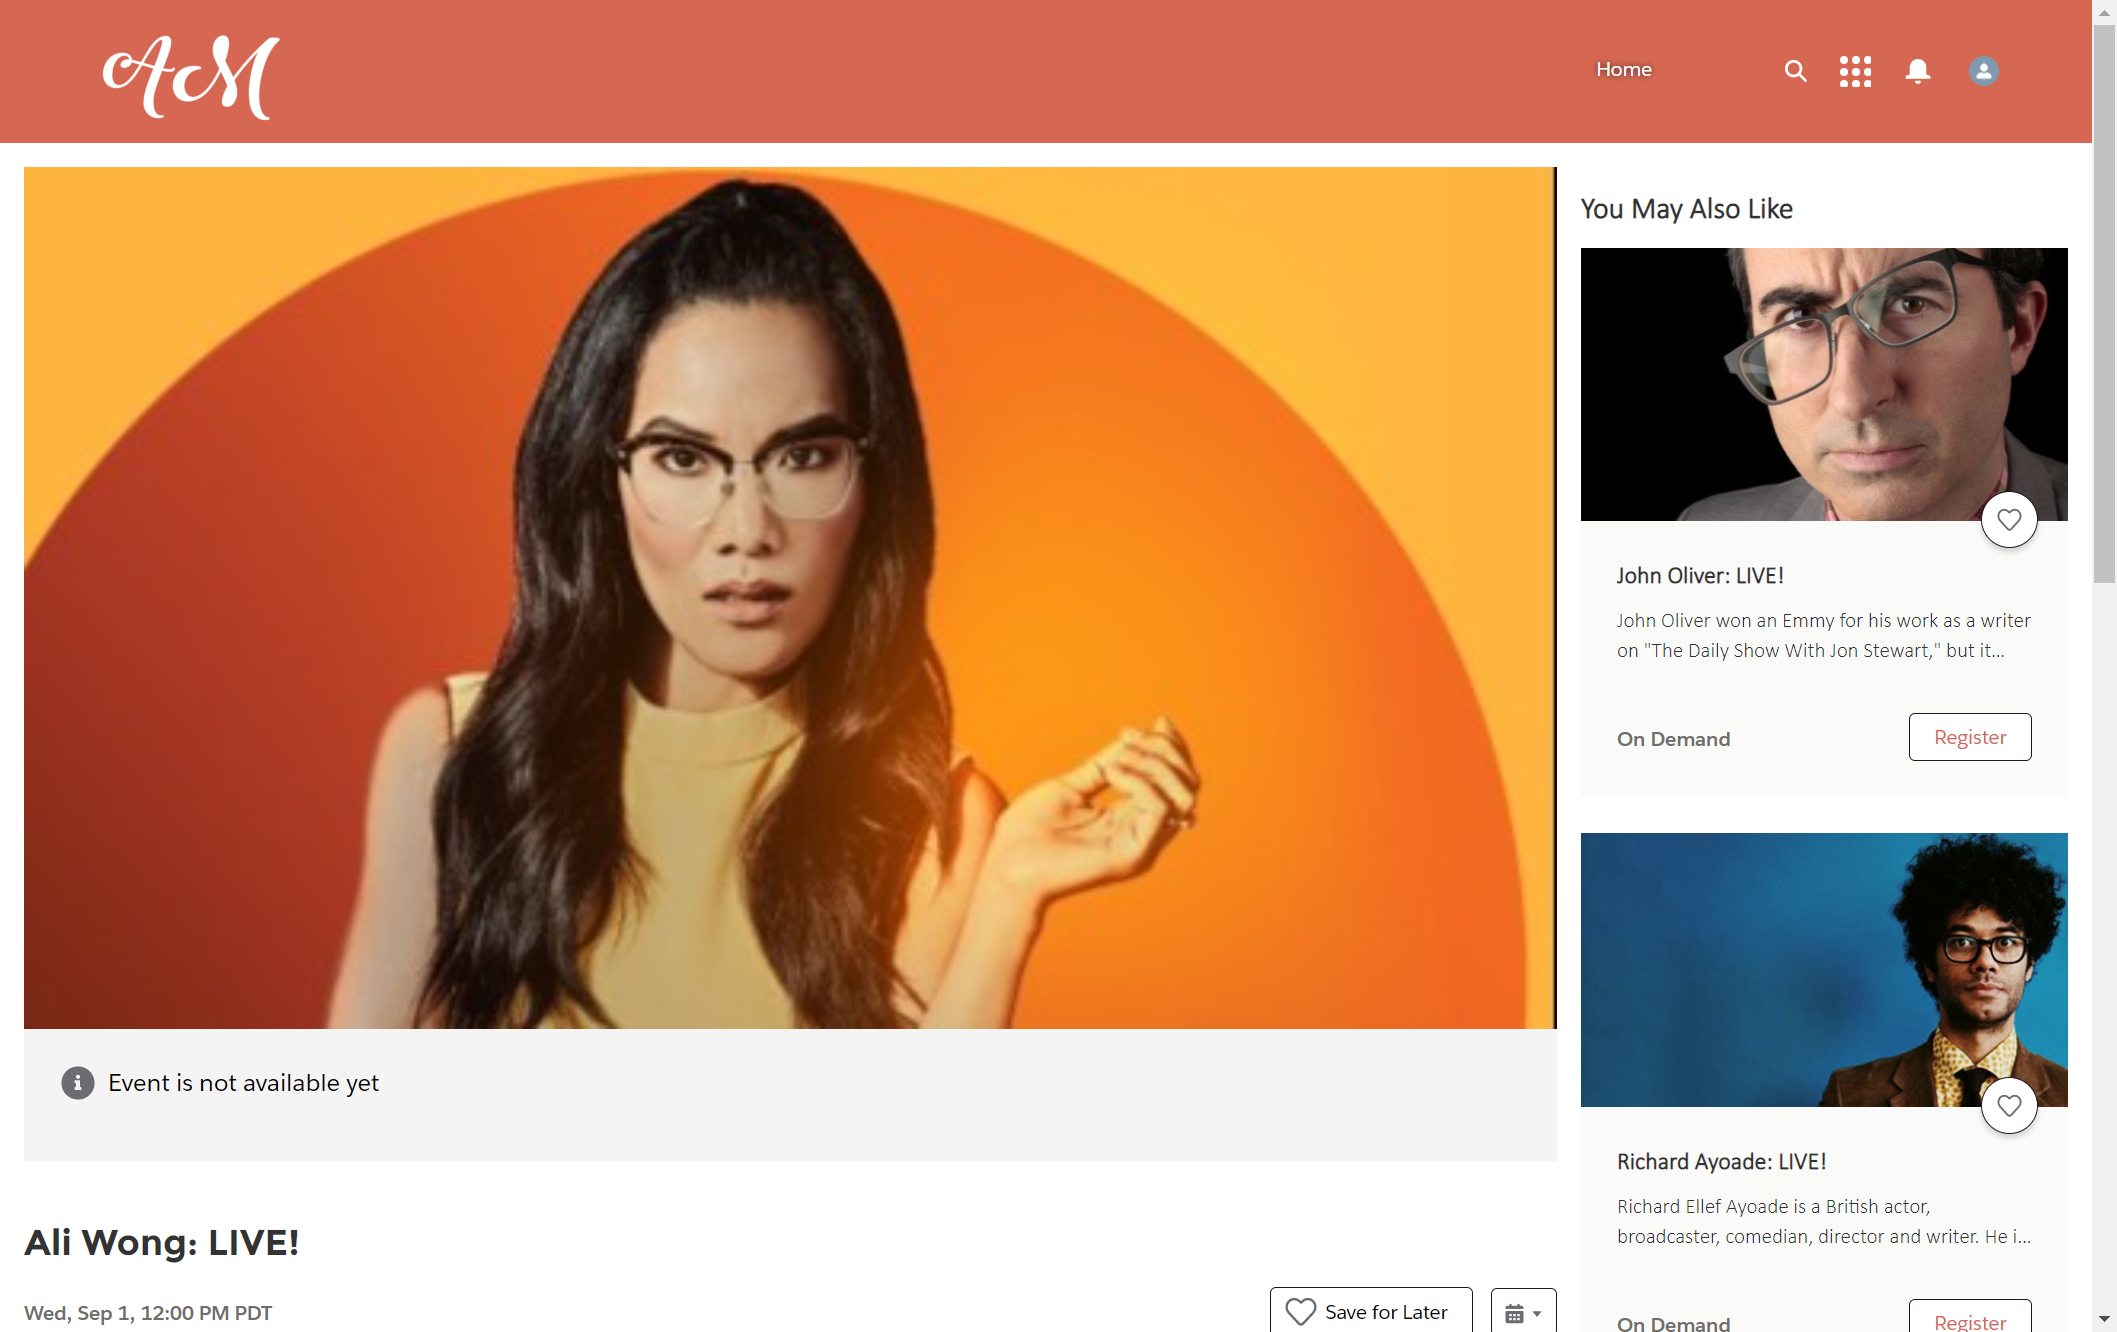 AM
Home
You May Also Like
John Oliver: LIVE!
John Oliver won an Emmy for his work as a writer
on "The Daily Show With Jon Stewart," but it...
On Demand
Register
Richard Ayoade: LIVE!
Richard Ellef Ayoade is a British actor,
broadcaster, comedian, director and writer. He i...
On Demand
Register
Event is not available yet
Ali Wong: LIVE!
Wed, Sep 1, 12:00 PM PDT
Save for Later